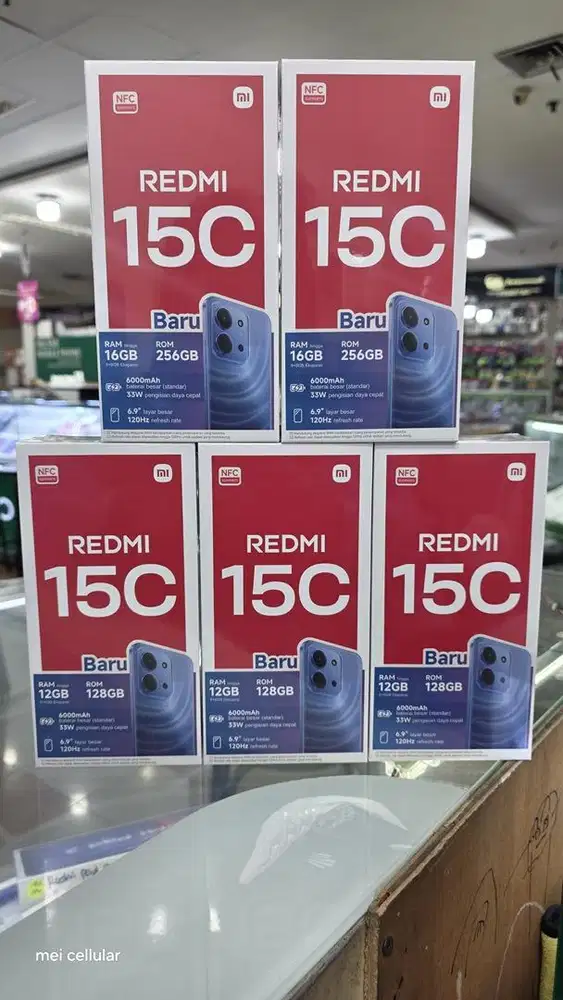 NFC
mi
REDMI
15C
Baru
RAM hingga
16GB
ROM
256GB
6000mAh
baterai besar (standar)
33W pengisian daya cepat
6.9" layar besar
120Hz refresh rate
NFC
mi
REDMI
15C
Baru
RAM hingga
16GB
ROM
256GB
6000mAh
baterai besar (standar)
33W pengisian daya cepat
6.9" layar besar
120Hz refresh rate
NFC
mi
REDMI
15C
Baru
RAM hingga
12GB
ROM
128GB
6000mAh
baterai besar (standar)
33W pengisian daya cepat
6.9" layar besar
120Hz refresh rate
NFC
mi
REDMI
15C
Baru
RAM hingga
12GB
ROM
128GB
6000mAh
baterai besar (standar)
33W pengisian daya cepat
6.9" layar besar
120Hz refresh rate
NFC
mi
REDMI
15C
Baru
RAM hingga
12GB
ROM
128GB
6000mAh
baterai besar (standar)
33W pengisian daya cepat
6.9" layar besar
120Hz refresh rate
Redmi
mei cellular